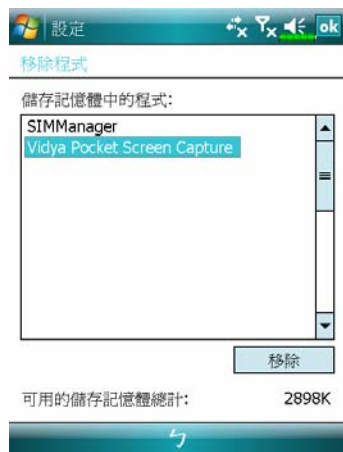 設定
ok
移除程式
儲存記憶體中的程式:
SIMManager
Vidya Pocket Screen Capture
移除
可用的儲存記憶體總計: 2898K
ㄅ